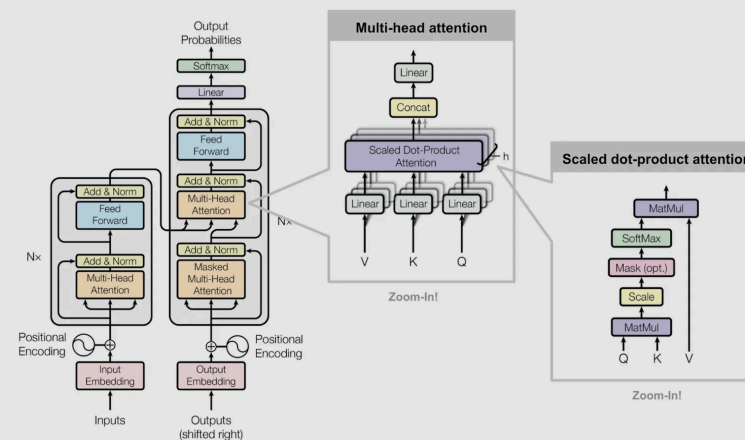 Output
Probabilities
Softmax
Linear
Add & Norm
Feed
Forward
Add & Norm
Multi-Head
Attention
Add & Norm
Masked
Multi-Head
Attention
Nx
Add & Norm
Feed
Forward
Nx
Add & Norm
Multi-Head
Attention
Positional
Encoding
Positional
Encoding
Input
Embedding
Output
Embedding
Inputs
Outputs
(shifted right)
Multi-head attention
Linear
Concat
Scaled Dot-Product
Attention
h
Linear
Linear
Linear
V
K
Q
Zoom-In!
Scaled dot-product attention
MatMul
SoftMax
Mask (opt.)
Scale
MatMul
Q
K
V
Zoom-In!